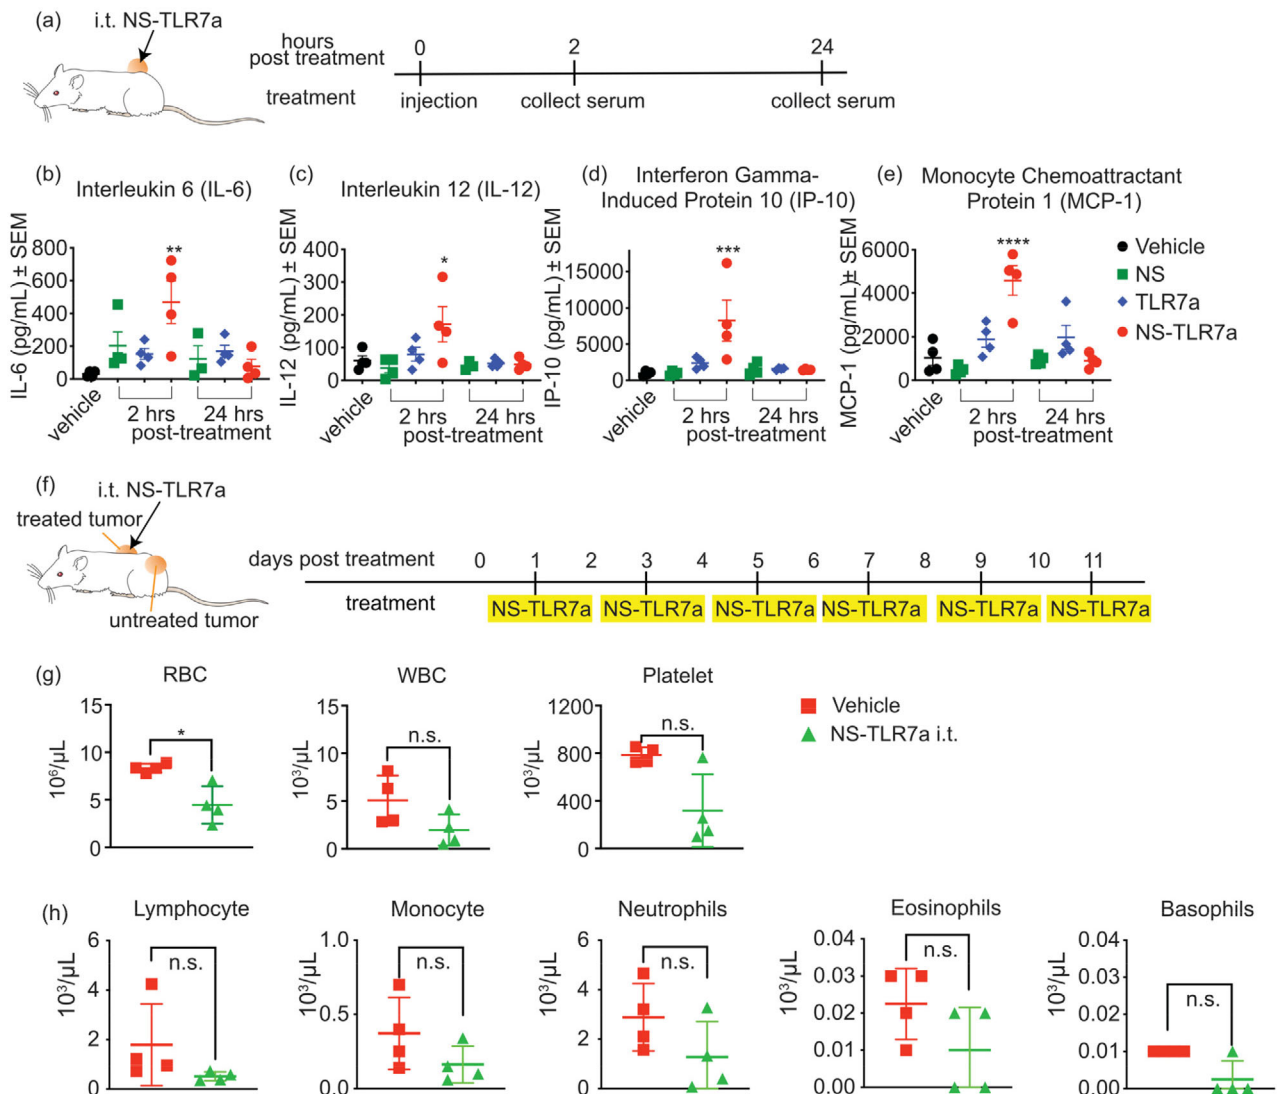 (a)
i.t. NS-TLR7a
hours
post treatment
0
2
24
treatment
injection
collect serum
collect serum
(b)
Interleukin 6 (IL-6)
IL-6 (pg/mL) ± SEM
800
600
400
200
0
**
vehicle
2 hrs
24 hrs
post-treatment
(c)
Interleukin 12 (IL-12)
IL-12 (pg/mL) ± SEM
400
300
200
100
0
*
vehicle
2 hrs
24 hrs
post-treatment
(d)
Interferon Gamma-
Induced Protein 10 (IP-10)
IP-10 (pg/mL) ± SEM
15000
10000
5000
0
***
vehicle
2 hrs
24 hrs
post-treatment
(e)
Monocyte Chemoattractant
Protein 1 (MCP-1)
MCP-1 (pg/mL)± SEM
6000
4000
2000
0
****
vehicle
2 hrs
24 hrs
post-treatment
Vehicle
NS
TLR7a
NS-TLR7a
(f)
i.t. NS-TLR7a
treated tumor
untreated tumor
days post treatment
0 1 2 3 4 5 6 7 8 9 10 11
treatment
NS-TLR7a NS-TLR7a NS-TLR7a NS-TLR7a NS-TLR7a NS-TLR7a
(g)
RBC
10⁶/µL
15
10
5
0
*
WBC
10³/µL
15
10
5
0
n.s.
Platelet
10³/µL
1200
800
400
0
n.s.
Vehicle
NS-TLR7a i.t.
(h)
Lymphocyte
10³/µL
6
4
2
0
n.s.
Monocyte
10³/µL
1.0
0.5
0.0
n.s.
Neutrophils
10³/µL
6
4
2
0
n.s.
Eosinophils
10³/µL
0.04
0.03
0.02
0.01
0.00
n.s.
Basophils
10³/µL
0.04
0.03
0.02
0.01
0.00
n.s.